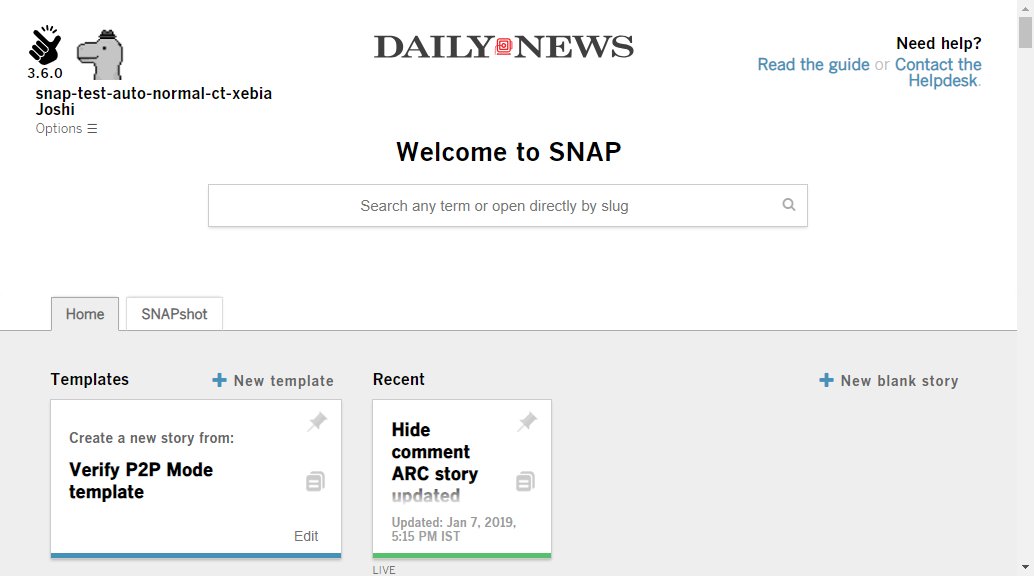 3.6.0
snap-test-auto-normal-ct-xebia
Joshi
Options ☰
DAILY NEWS
Need help?
Read the guide or Contact the
Helpdesk.
Welcome to SNAP
Search any term or open directly by slug
Home
SNAPshot
Templates
+ New template
Recent
+ New blank story
Create a new story from:
Verify P2P Mode
template
Edit
Hide
comment
ARC story
updated
Updated: Jan 7, 2019,
5:15 PM IST
LIVE